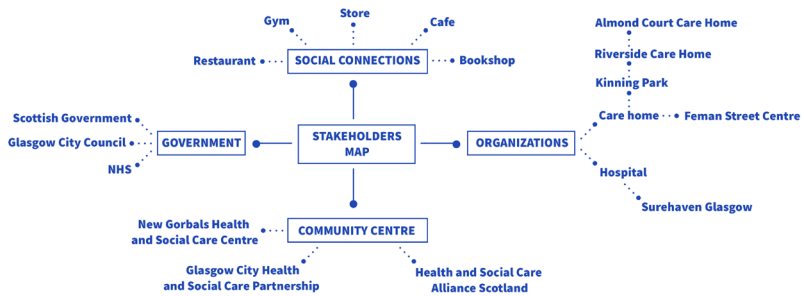 Gym
Store
Cafe
Restaurant
SOCIAL CONNECTIONS
Bookshop
Almond Court Care Home
Riverside Care Home
Kinning Park
Care home
Feman Street Centre
Scottish Government
Glasgow City Council
NHS
GOVERNMENT
STAKEHOLDERS
MAP
ORGANIZATIONS
Hospital
Surehaven Glasgow
New Gorbals Health
and Social Care Centre
COMMUNITY CENTRE
Glasgow City Health
and Social Care Partnership
Health and Social Care
Alliance Scotland